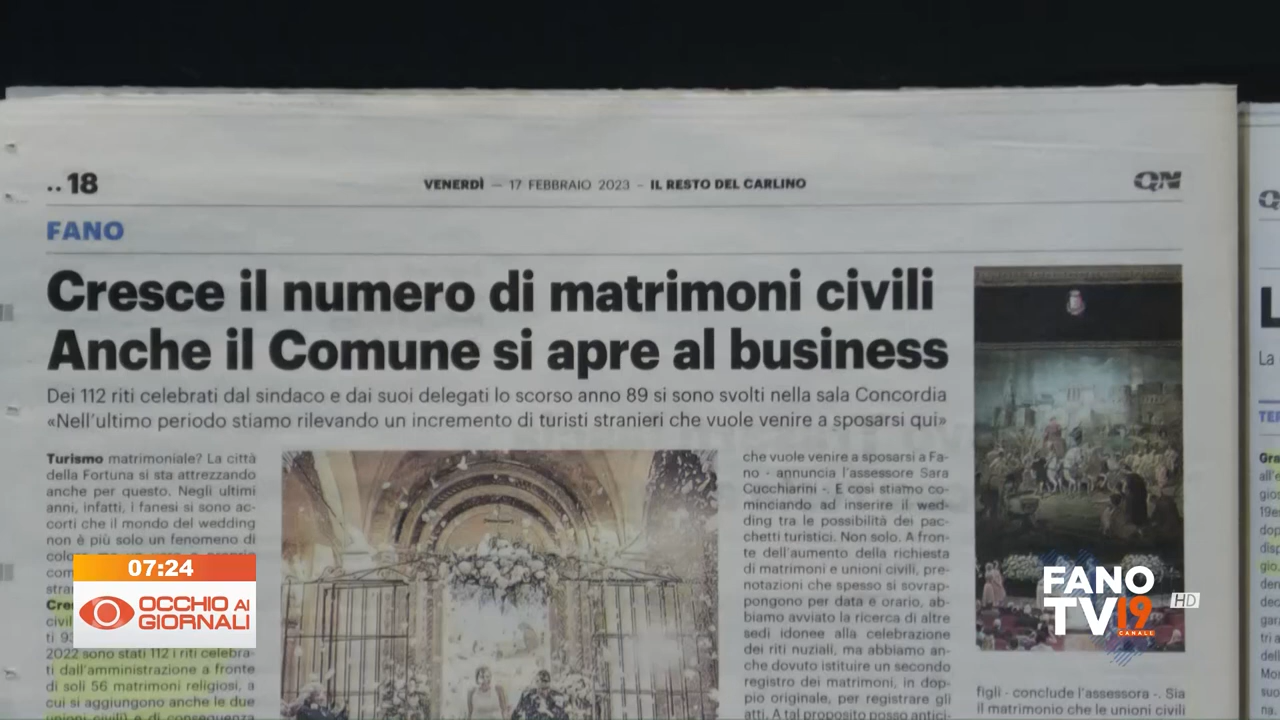 .. 18
VENERDÌ — 17 FEBBRAIO 2023 – IL RESTO DEL CARLINO
QN
FANO
Cresce il numero di matrimoni civili
Anche il Comune si apre al business
Dei 112 riti celebrati dal sindaco e dai suoi delegati lo scorso anno 89 si sono svolti nella sala Concordia
«Nell'ultimo periodo stiamo rilevando un incremento di turisti stranieri che vuole venire a sposarsi qui»
Turismo matrimoniale? La città
della Fortuna si sta attrezzando
anche per questo. Negli ultimi
anni, infatti, i fanesi si sono ac-
corti che il mondo del wedding
non è più solo un fenomeno di
2022 sono stati 112 i riti celebra-
ti dall'amministrazione a fronte
di soli 56 matrimoni religiosi, a
cui si aggiungono anche le due
unioni civili) e di conseguenza
che vuole venire a sposarsi a Fa-
no - annuncia l'assessore Sara
Cucchiarini -. E così stiamo co-
minciando ad inserire il wed-
ding tra le possibilità dei pac-
chetti turistici. Non solo. A fron-
te dell'aumento della richiesta
di matrimoni e unioni civili, pre-
notazioni che spesso si sovrap-
pongono per data e orario, ab-
biamo avviato la ricerca di altre
sedi idonee alla celebrazione
dei riti nuziali, ma abbiamo an-
che dovuto istituire un secondo
registro dei matrimoni, in dop-
pio originale, per registrare gli
atti. A tal proposito posso antici-
figli - conclude l'assessora -. Sia
il matrimonio che le unioni civili
La
07:24
OCCHIO AI
GIORNALI
FANO
TV19
CANALE
HD